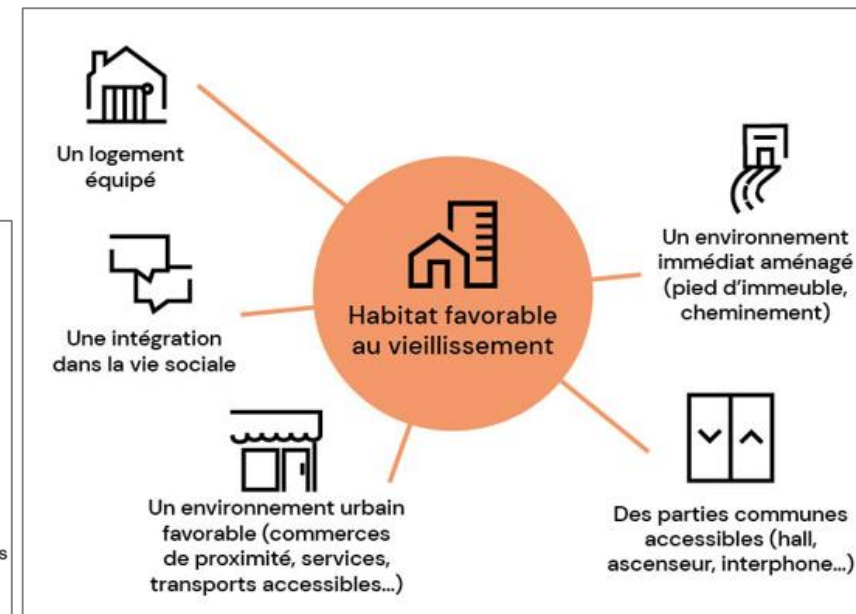 Un logement
équipé
Une intégration
dans la vie sociale
Un environnement urbain
favorable (commerces
de proximité, services,
transports accessibles...)
Habitat favorable
au vieillissement
Un environnement
immédiat aménagé
(pied d'immeuble,
cheminement)
Des parties communes
accessibles (hall,
ascenseur, interphone...)